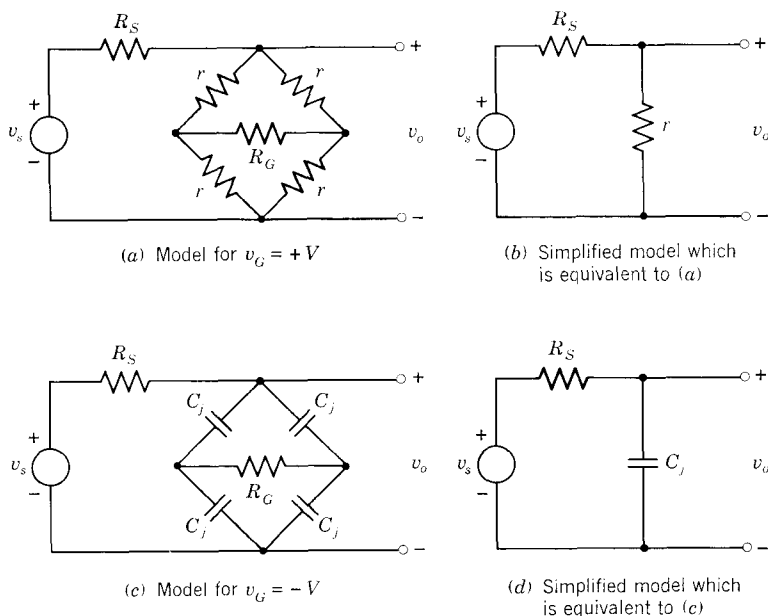 R_S
+
r
r
+
v_s
R_G
v_o
−
r
r
−
(a) Model for v_G = +V
R_S
+
r
+
v_s
v_o
−
−
(b) Simplified model which
is equivalent to (a)
R_S
+
C_j
C_j
+
v_s
R_G
v_o
−
C_j
C_j
−
(c) Model for v_G = − V
R_S
+
+
v_s
C_j
v_o
−
−
(d) Simplified model which
is equivalent to (c)